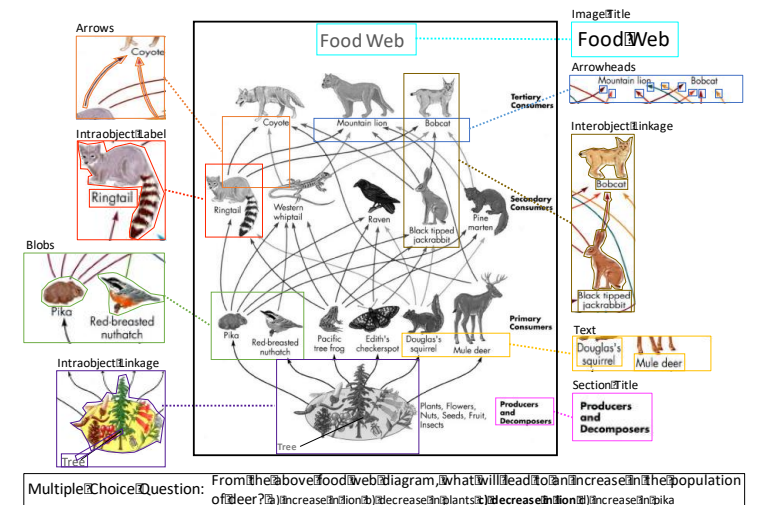 Image Title
Arrows
Food Web
Food Web
Coyote
Arrowheads
Mountain lion
Bobcat
Tertiary
Consumers
Coyote
Mountain lion
Bobcat
Interobject Linkage
Intraobject Label
Bobcat
Ringtail
Ringtail
Western
whiptail
Raven
Black tipped
jackrabbit
Pine
marten
Secondary
Consumers
Blobs
Black tipped
jackrabbit
Pika
Red-breasted
nuthatch
Pika
Red-breasted
nuthatch
Pacific
tree frog
Edith's
checkerspot
Douglas's
squirrel
Mule deer
Primary
Consumers
Text
Douglas's
squirrel
Mule deer
Intraobject Linkage
Section Title
Tree
Tree
Plants, Flowers,
Nuts, Seeds, Fruit,
Insects
Producers
and
Decomposers
Producers
and
Decomposers
Multiple Choice Question: From the above food web diagram, what will lead to an increase in the population
of deer? a) increase in lion b) decrease in plants c) decrease in lion d) increase in pika